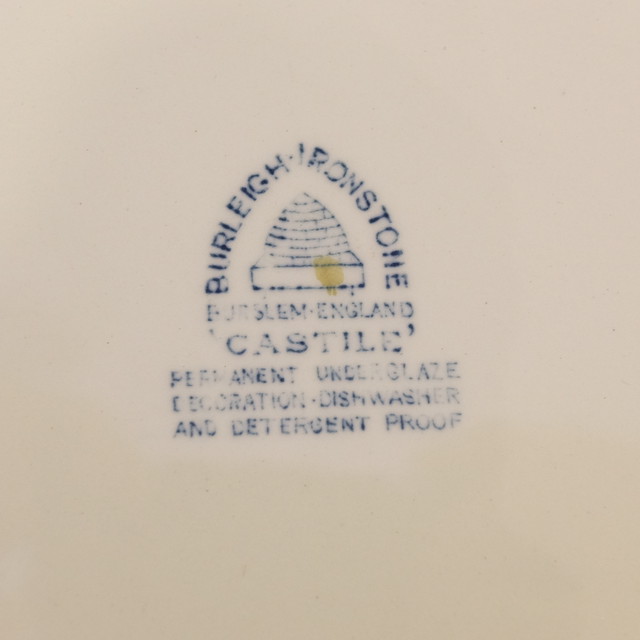 BURLEIGH·IRONSTONE
BURSLEM·ENGLAND
'CASTILE'
PERMANENT UNDERGLAZE
DECORATION·DISHWASHER
AND DETERGENT PROOF